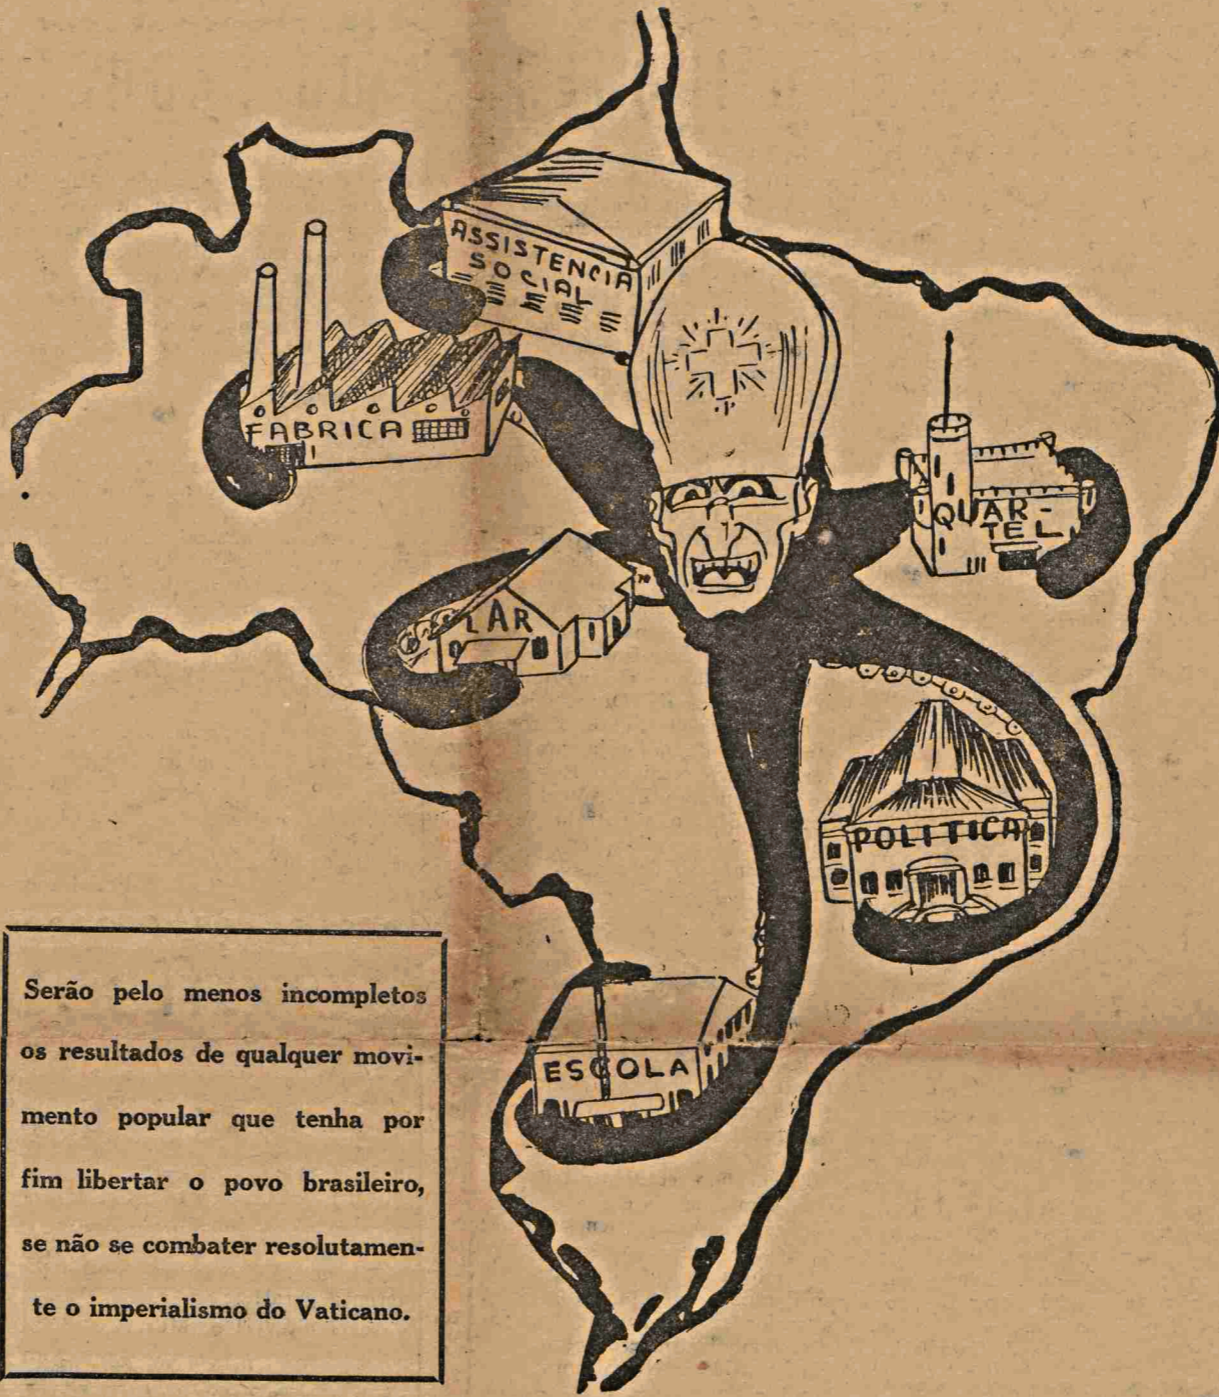 ASSISTENCIA
SOCIAL
FABRICA
QUAR-
TEL
LAR
POLITICA
ESCOLA
Serão pelo menos incompletos
os resultados de qualquer movi-
mento popular que tenha por
fim libertar o povo brasileiro,
se não se combater resolutamen-
te o imperialismo do Vaticano.